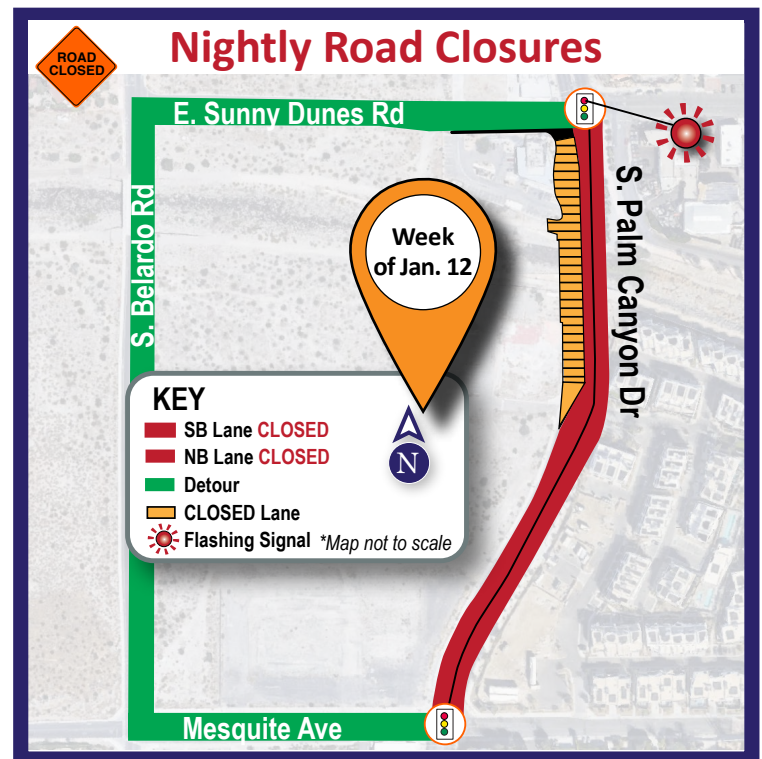 ROAD
CLOSED
Nightly Road Closures
E. Sunny Dunes Rd
S. Belardo Rd
S. Palm Canyon Dr
Week
of Jan. 12
KEY
SB Lane CLOSED
NB Lane CLOSED
Detour
CLOSED Lane
Flashing Signal *Map not to scale
N
Mesquite Ave